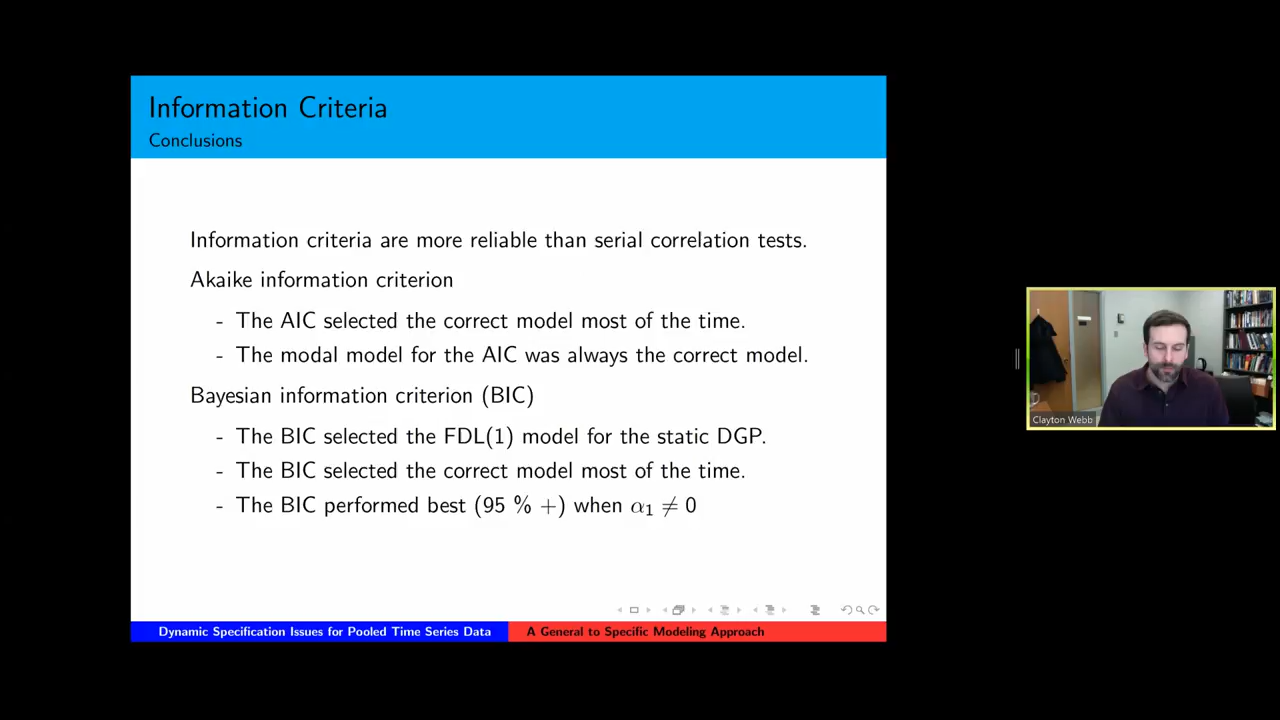 Information Criteria
Conclusions
Information criteria are more reliable than serial correlation tests.
Akaike information criterion
- The AIC selected the correct model most of the time.
- The modal model for the AIC was always the correct model.
Bayesian information criterion (BIC)
- The BIC selected the FDL(1) model for the static DGP.
- The BIC selected the correct model most of the time.
- The BIC performed best (95 % +) when α₁ ≠ 0
Dynamic Specification Issues for Pooled Time Series Data
A General to Specific Modeling Approach
Clayton Webb